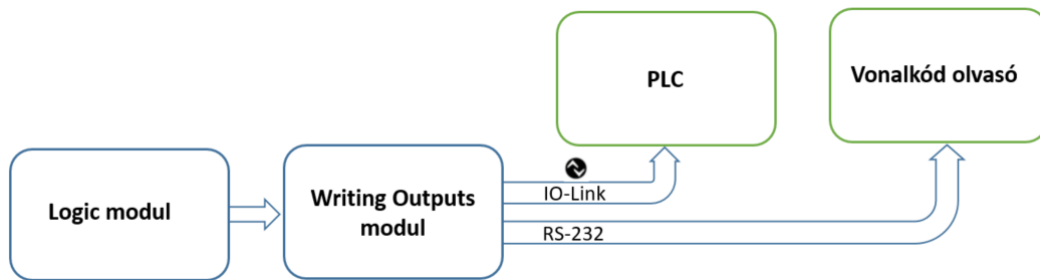 PLC
Vonalkód olvasó
Logic modul
Writing Outputs
modul
IO-Link
RS-232